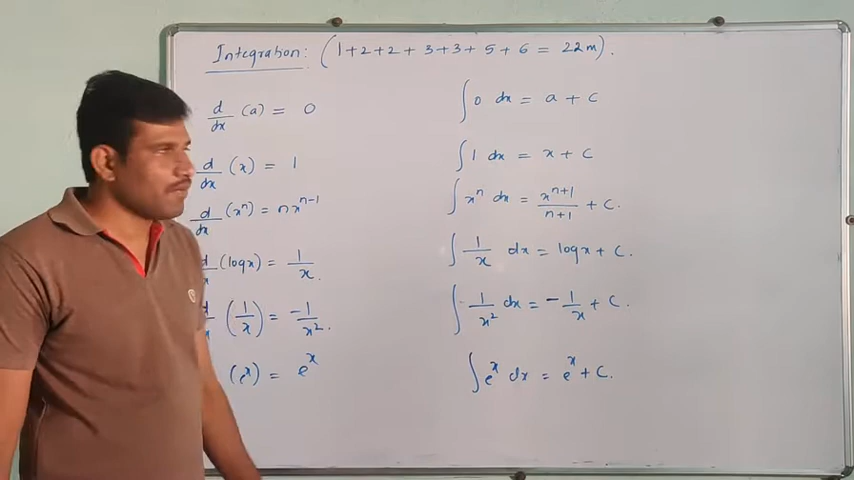 Integration: (1+2+2+3+3+5+6 = 22m).
d/dx (a) = 0
∫ 0 dx = a + c
d/dx (x) = 1
∫ 1 dx = x + c
d/dx (xⁿ) = nxⁿ⁻¹
∫ xⁿ dx = xⁿ⁺¹/n+1 + c.
d/dx (logx) = 1/x.
∫ 1/x dx = logx + c.
d/dx (1/x) = -1/x².
∫ 1/x² dx = -1/x + c.
(eˣ) = eˣ
∫ eˣ dx = eˣ + c.